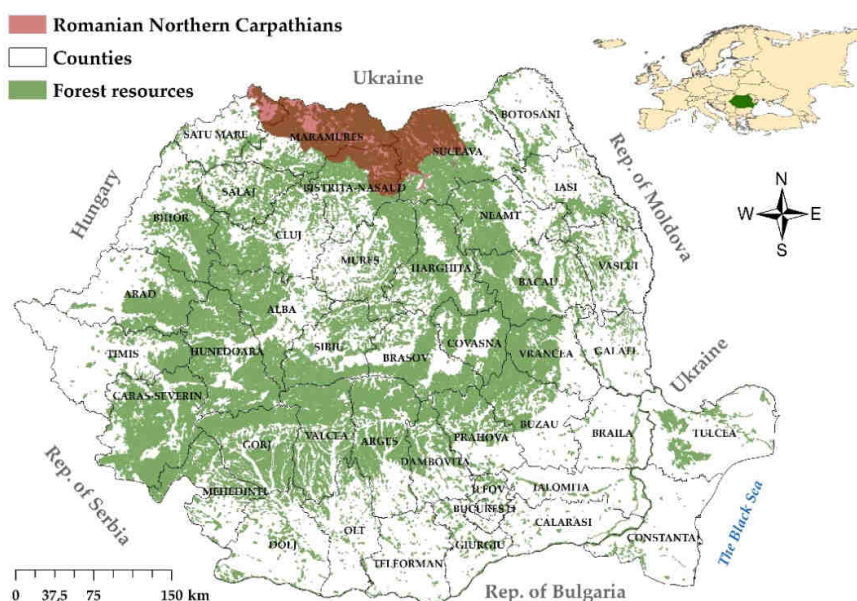 Romanian Northern Carpathians
Counties
Forest resources
Ukraine
BOTOSANI
SATU MARE
MARAMURES
SUCEAVA
Hungary
SALAJ
BISTRITA-NASAUD
IASI
Rep. of Moldova
N
W E
S
BIHOR
CLUJ
NEAMT
MURES
HARGHITA
BACAU
VASLUI
ARAD
ALBA
TIMIS
HUNEDOARA
SIBIU
BRASOV
COVASNA
VRANCEA
GALATI
Ukraine
CARAS-SEVERIN
GORJ
VALCEA
ARGES
PRAHOVA
BUZAU
BRAILA
TULCEA
DAMBOVITA
Rep. of Serbia
MEHEDINTI
ILFOV
IALOMITA
BUCURESTI
OLT
CALARASI
The Black Sea
DOLJ
TELEORMAN
GIURGIU
CONSTANTA
Rep. of Bulgaria
0 37,5 75 150 km